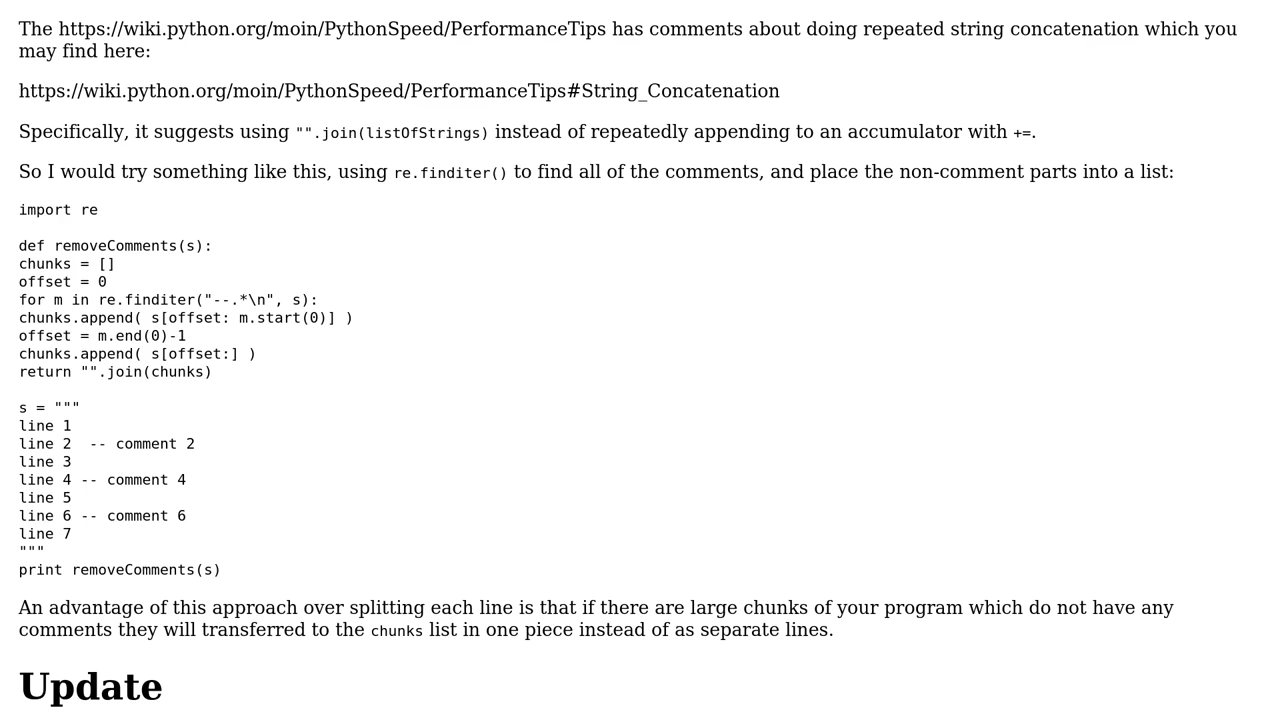 The https://wiki.python.org/moin/PythonSpeed/PerformanceTips has comments about doing repeated string concatenation which you
may find here:
https://wiki.python.org/moin/PythonSpeed/PerformanceTips#String_Concatenation
Specifically, it suggests using "".join(listOfStrings) instead of repeatedly appending to an accumulator with +=.
So I would try something like this, using re.finditer() to find all of the comments, and place the non-comment parts into a list:
import re
def removeComments(s):
chunks = []
offset = 0
for m in re.finditer("--.*\n", s):
chunks.append( s[offset: m.start(0)] )
offset = m.end(0)-1
chunks.append( s[offset:] )
return "".join(chunks)
s = """
line 1
line 2  -- comment 2
line 3
line 4 -- comment 4
line 5
line 6 -- comment 6
line 7
"""
print removeComments(s)
An advantage of this approach over splitting each line is that if there are large chunks of your program which do not have any
comments they will transferred to the chunks list in one piece instead of as separate lines.
Update